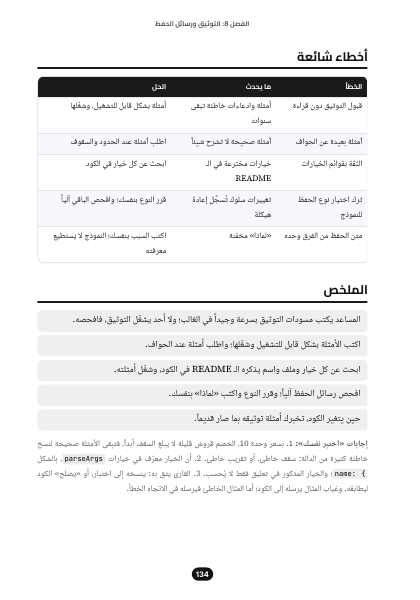 الفصل 8: التوثيق ورسائل الحفظ
أخطاء شائعة
الخطأ ما يحدث الحل
قبول التوثيق دون قراءة أمثلة وادعاءات خاطئة تبقى سنوات أمثلة بشكل قابل للتشغيل، وشغّلها
أمثلة بعيدة عن الحواف أمثلة صحيحة لا تشرح شيئاً اطلب أمثلة عند الحدود والسقوف
الثقة بقوائم الخيارات خيارات مخترعة في الـ README ابحث عن كل خيار في الكود
ترك اختيار نوع الحفظ للنموذج تغييرات سلوك تُسجَّل إعادة هيكلة قرر النوع بنفسك؛ وافحص الباقي آلياً
متن الحفظ من الفرق وحده «لماذا» مخمّنة اكتب السبب بنفسك؛ النموذج لا يستطيع معرفته
الملخص
المساعد يكتب مسودات التوثيق بسرعة وجيداً في الغالب؛ ولا أحد يشغّل التوثيق، فافحصه.
اكتب الأمثلة بشكل قابل للتشغيل وشغّلها؛ واطلب أمثلة عند الحواف.
ابحث عن كل خيار وملف واسم يذكره الـ README في الكود، وشغّل أمثلته.
افحص رسائل الحفظ آلياً؛ وقرر النوع واكتب «لماذا» بنفسك.
حين يتغير الكود، تخبرك أمثلة توثيقه بما صار قديماً.
إجابات «اختبر نفسك»: 1. بسعر وحدة 10، الخصم قروش قليلة لا يبلغ السقف أبداً، فتبقى الأمثلة صحيحة لنسخ
خاطئة كثيرة من الدالة: سقف خاطئ، أو تقريب خاطئ. 2. أن الخيار معرّف في خيارات parseArgs، بالشكل
name: {؛ والخيار المذكور في تعليق فقط لا يُحسب. 3. القارئ يثق به: ينسخه إلى اختبار، أو «يصلح» الكود
ليطابقه. وغياب المثال يرسله إلى الكود؛ أما المثال الخاطئ فيرسله في الاتجاه الخطأ.
134